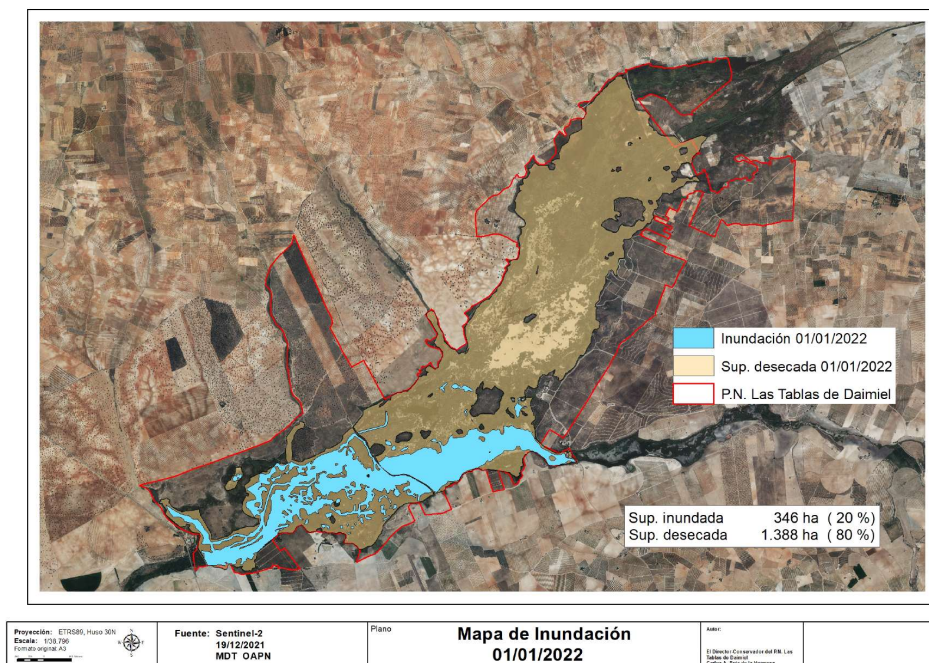 Inundación 01/01/2022
Sup. desecada 01/01/2022
P.N. Las Tablas de Daimiel
Sup. inundada 346 ha ( 20 %)
Sup. desecada 1.388 ha ( 80 %)
Proyección: ETRS89, Huso 30N
Escala: 1/38.796
Formato original: A3
Fuente: Sentinel-2
19/12/2021
MDT OAPN
Plano
Mapa de Inundación
01/01/2022
Autor:
El Director-Conservador del P.N. Las
Tablas de Daimiel